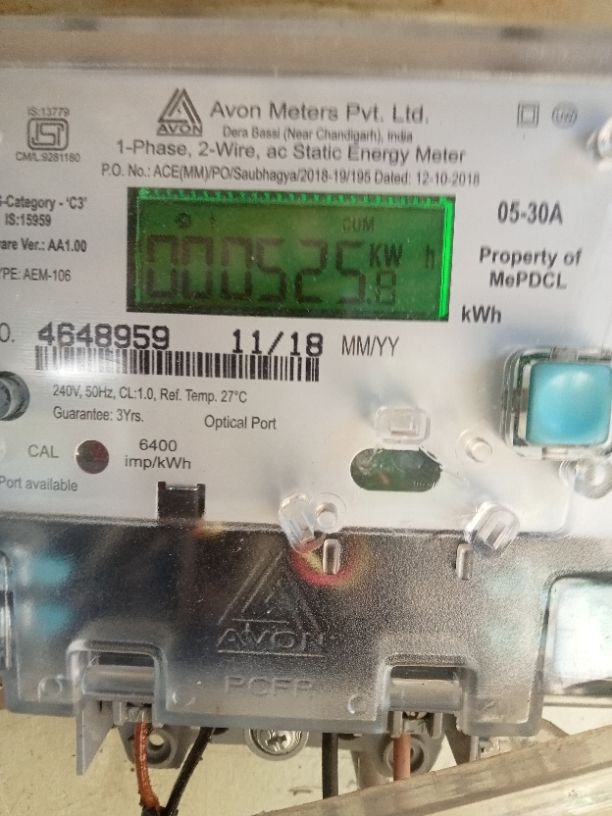 IS:13779
ISI
CM/L:9281180
AVON
Avon Meters Pvt. Ltd.
Dera Bassi (Near Chandigarh), India
1-Phase, 2-Wire, ac Static Energy Meter
P.O. No.: ACE(MM)/PO/Saubhagya/2018-19/195 Dated: 12-10-2018
-Category - 'C3'
IS:15959
Ver.: AA1.00
: AEM-106
CUM
000525.8 KW h
05-30A
Property of
MePDCL
kWh
4648959 11/18 MM/YY
240V, 50Hz, CL:1.0, Ref. Temp. 27°C
Guarantee: 3Yrs.
Optical Port
CAL
6400
imp/kWh
Port available
AVON